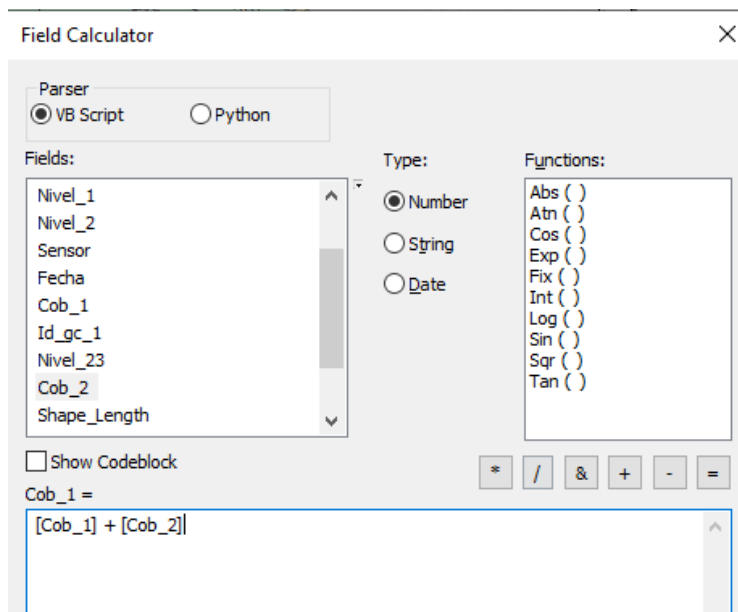 Field Calculator
Parser
VB Script Python
Fields:
Nivel_1
Nivel_2
Sensor
Fecha
Cob_1
Id_gc_1
Nivel_23
Cob_2
Shape_Length
Type:
Number
String
Date
Functions:
Abs ( )
Atn ( )
Cos ( )
Exp ( )
Fix ( )
Int ( )
Log ( )
Sin ( )
Sqr ( )
Tan ( )
Show Codeblock
* / & + - =
Cob_1 =
[Cob_1] + [Cob_2]